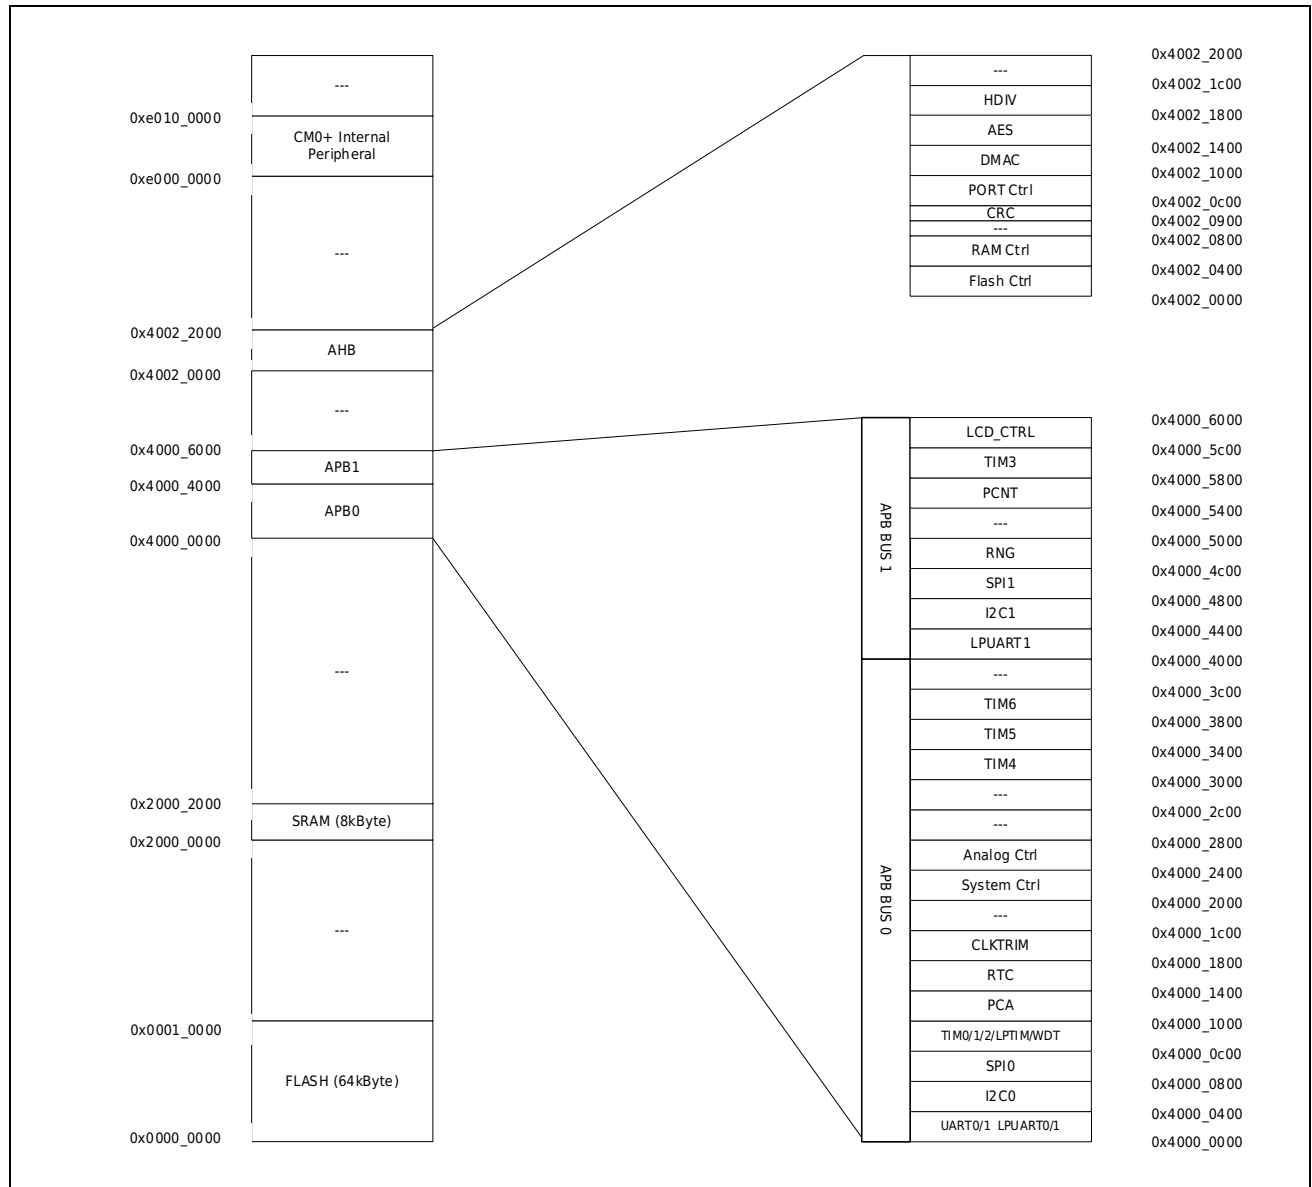 ---
0xe010_0000
CM0+ Internal
Peripheral
0xe000_0000
---
0x4002_2000
AHB
0x4002_0000
---
0x4000_6000
APB1
0x4000_4000
APB0
0x4000_0000
---
0x2000_2000
SRAM (8kByte)
0x2000_0000
---
0x0001_0000
FLASH (64kByte)
0x0000_0000
0x4002_2000
---
0x4002_1c00
HDIV
0x4002_1800
AES
0x4002_1400
DMAC
0x4002_1000
PORT Ctrl
0x4002_0c00
CRC
0x4002_0900
---
0x4002_0800
RAM Ctrl
0x4002_0400
Flash Ctrl
0x4002_0000
APB BUS 1
0x4000_6000
LCD_CTRL
0x4000_5c00
TIM3
0x4000_5800
PCNT
0x4000_5400
---
0x4000_5000
RNG
0x4000_4c00
SPI1
0x4000_4800
I2C1
0x4000_4400
LPUART1
0x4000_4000
APB BUS 0
---
0x4000_3c00
TIM6
0x4000_3800
TIM5
0x4000_3400
TIM4
0x4000_3000
---
0x4000_2c00
---
0x4000_2800
Analog Ctrl
0x4000_2400
System Ctrl
0x4000_2000
---
0x4000_1c00
CLKTRIM
0x4000_1800
RTC
0x4000_1400
PCA
0x4000_1000
TIM0/1/2/LPTIM/WDT
0x4000_0c00
SPI0
0x4000_0800
I2C0
0x4000_0400
UART0/1 LPUART0/1
0x4000_0000